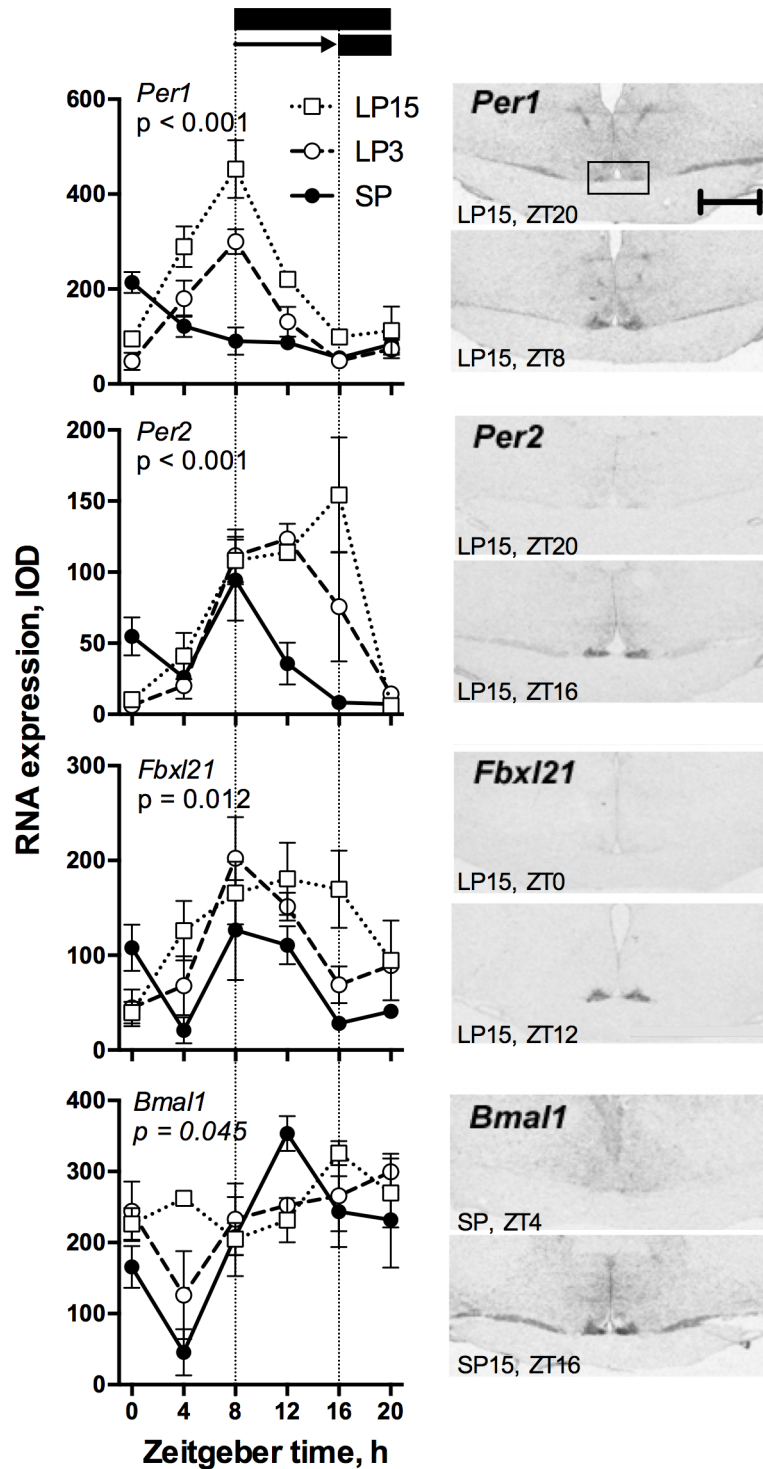 Per1
p < 0.001
LP15
LP3
SP
600
400
200
0
Per1
LP15, ZT20
LP15, ZT8
Per2
p < 0.001
200
150
100
50
0
Per2
LP15, ZT20
LP15, ZT16
RNA expression, IOD
Fbxl21
p = 0.012
300
200
100
0
Fbxl21
LP15, ZT0
LP15, ZT12
Bmal1
p = 0.045
400
300
200
100
0
Bmal1
SP, ZT4
SP15, ZT16
0 4 8 12 16 20
Zeitgeber time, h